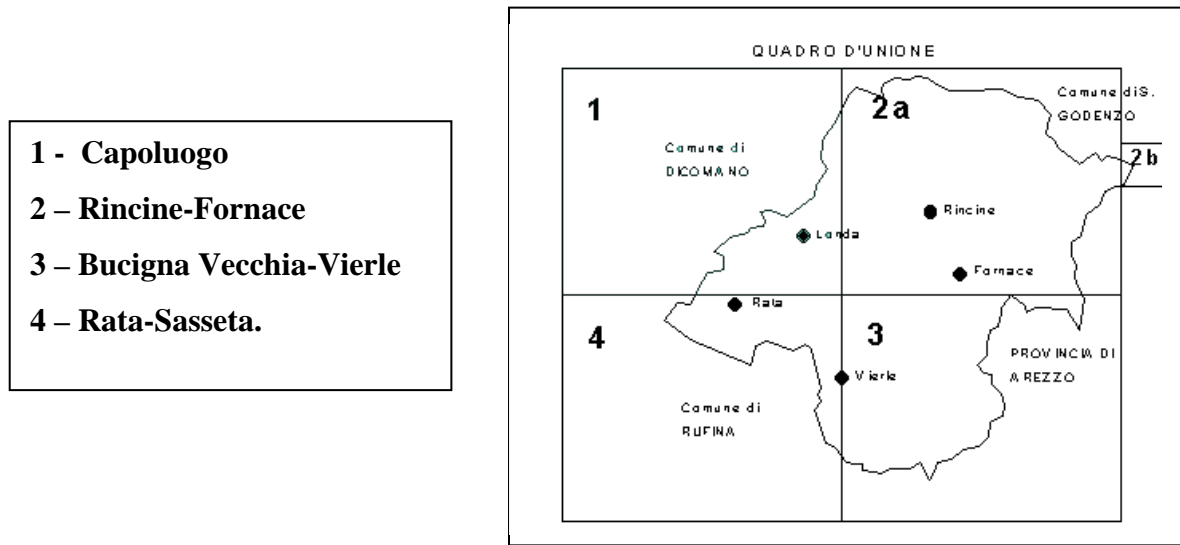 1 - Capoluogo
2 – Rincine-Fornace
3 – Bucigna Vecchia-Vierle
4 – Rata-Sasseta.
QUADRO D'UNIONE
1
2a
Comune di S.
GODENZO
Comune di
DICOMANO
2b
Rincine
Londa
Fornace
Rata
4
3
PROVINCIA DI
AREZZO
Vierle
Comune di
RUFINA